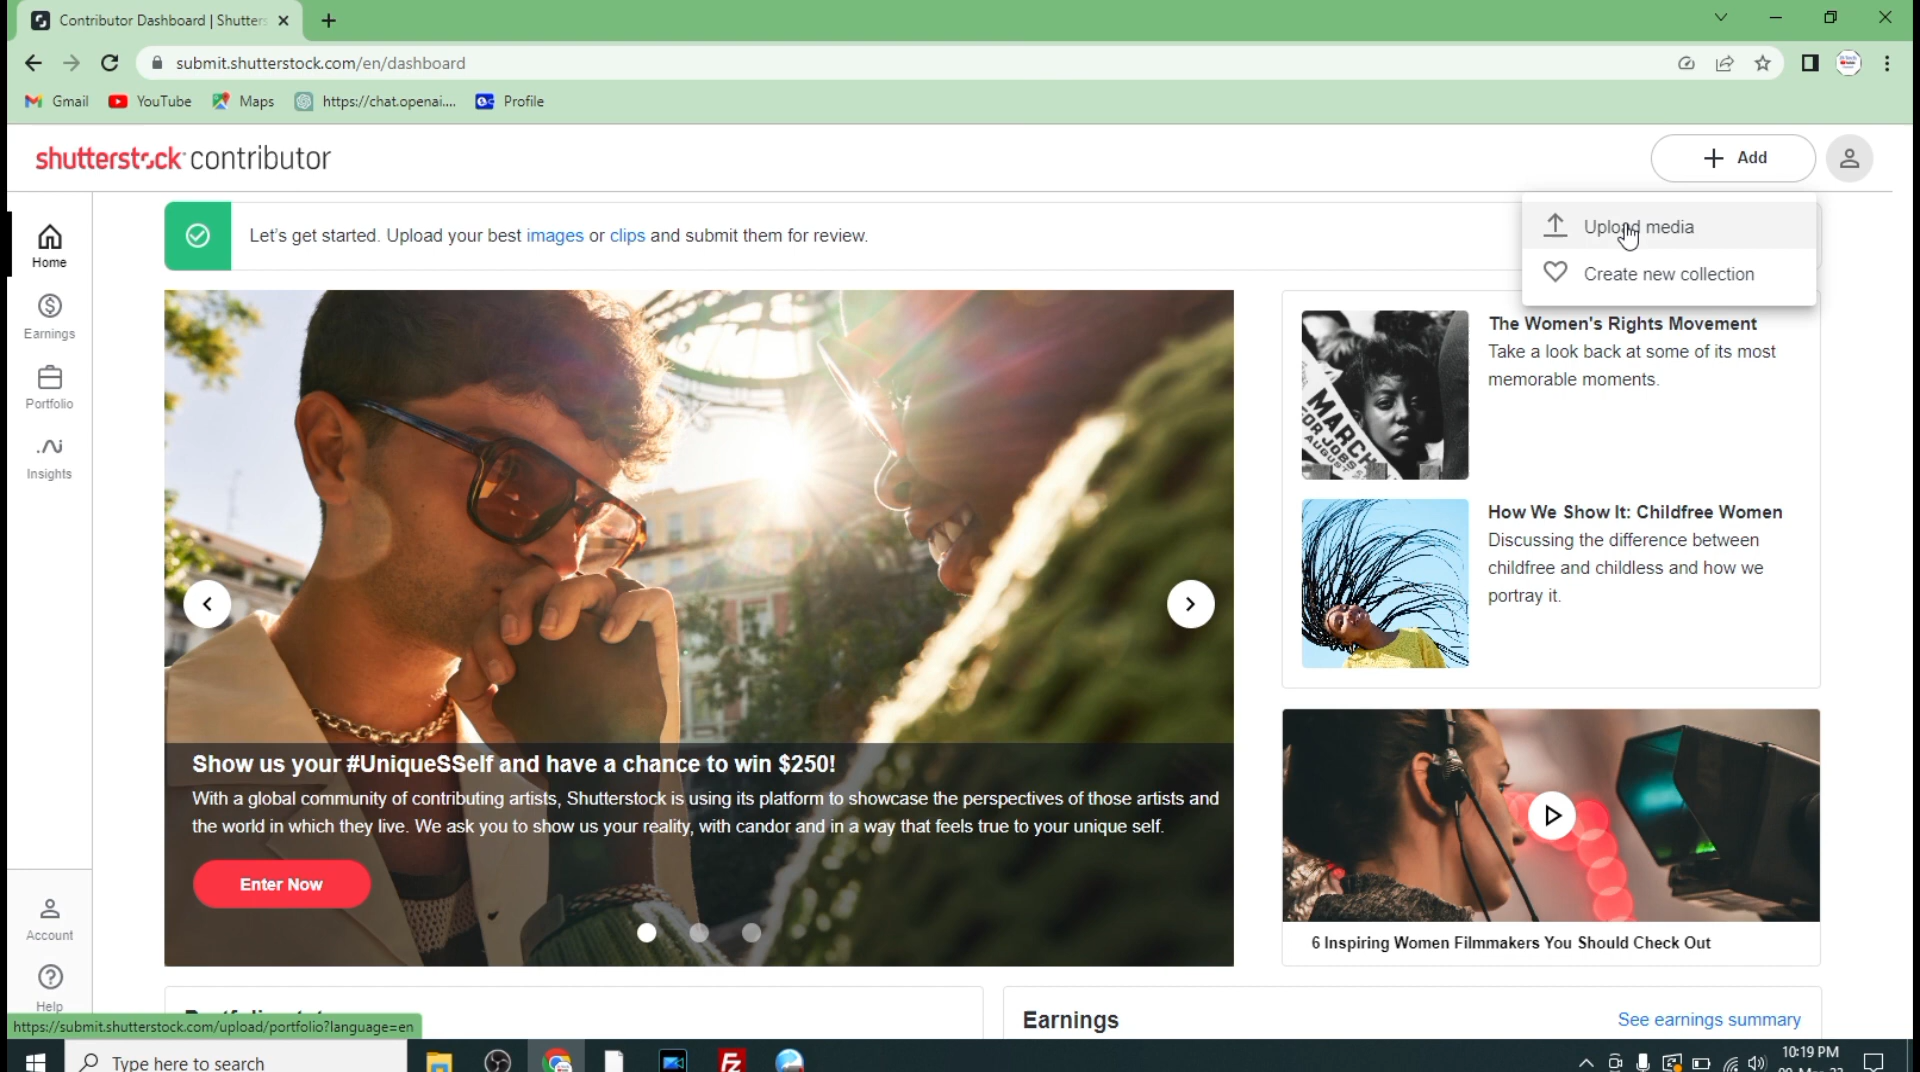 Contributor Dashboard | Shutters
submit.shutterstock.com/en/dashboard
Gmail
YouTube
Maps
https://chat.openai....
Profile
shutterstock contributor
Add
Let's get started. Upload your best images or clips and submit them for review.
Upload media
Create new collection
Home
Earnings
Portfolio
Insights
Account
Help
MARCH
FOR JOBS
AUGUST
The Women's Rights Movement
Take a look back at some of its most
memorable moments.
How We Show It: Childfree Women
Discussing the difference between
childfree and childless and how we
portray it.
Show us your #UniqueSSelf and have a chance to win $250!
With a global community of contributing artists, Shutterstock is using its platform to showcase the perspectives of those artists and
the world in which they live. We ask you to show us your reality, with candor and in a way that feels true to your unique self.
Enter Now
6 Inspiring Women Filmmakers You Should Check Out
Earnings
See earnings summary
https://submit.shutterstock.com/upload/portfolio?language=en
Type here to search
10:19 PM